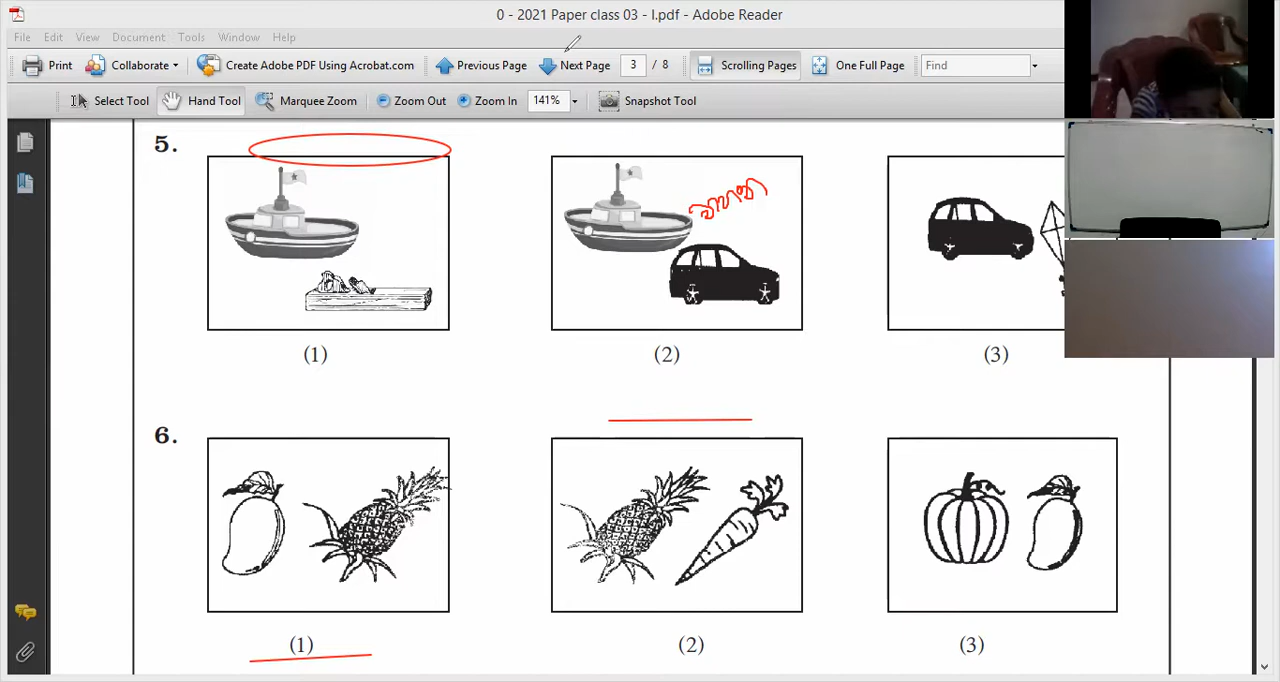 0 - 2021 Paper class 03 - I.pdf - Adobe Reader
File Edit View Document Tools Window Help
Print Collaborate Create Adobe PDF Using Acrobat.com Previous Page Next Page 3 / 8 Scrolling Pages One Full Page Find
Select Tool Hand Tool Marquee Zoom Zoom Out Zoom In 141% Snapshot Tool
5.
(1) (2) (3)
6.
(1) (2) (3)